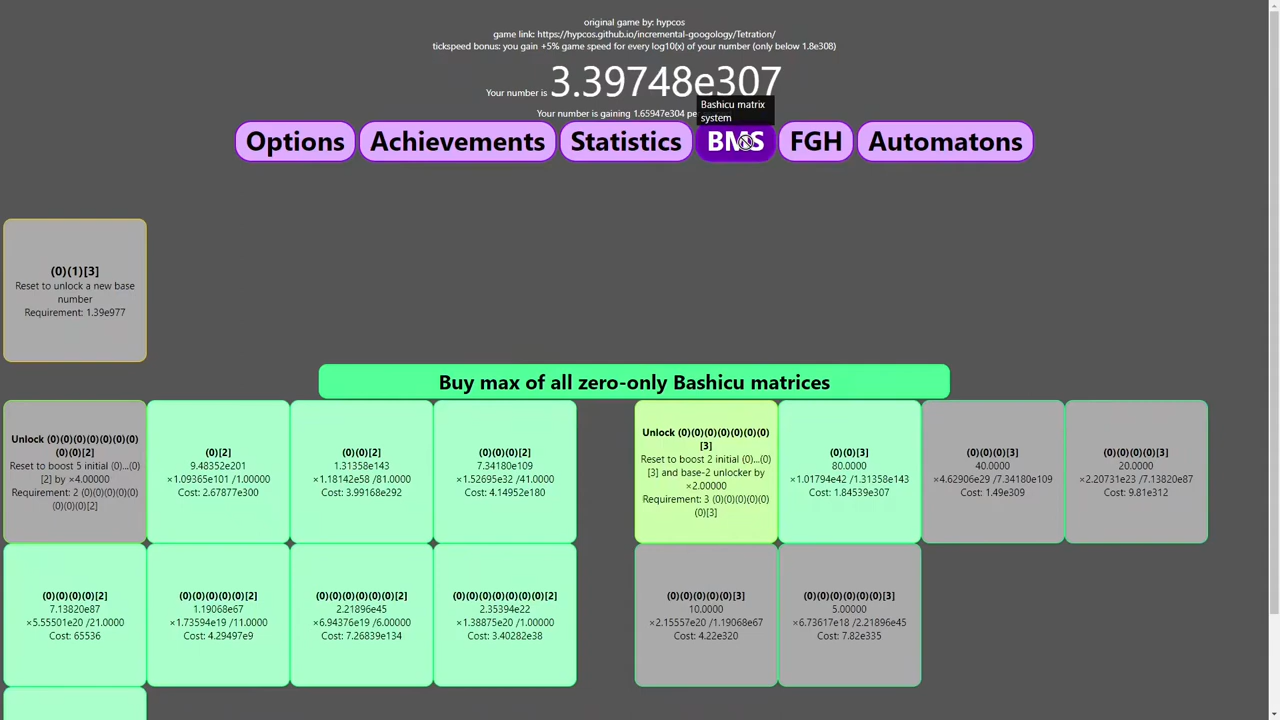 original game by: hypcos
game link: https://hypcos.github.io/incremental-googology/Tetration/
tickspeed bonus: you gain +5% game speed for every log10(x) of your number (only below 1.8e308)
Your number is 3.39748e307
Your number is gaining 1.65947e304 pe
Bashicu matrix
system
Options
Achievements
Statistics
BMS
FGH
Automatons
(0)(1)[3]
Reset to unlock a new base
number
Requirement: 1.39e977
Buy max of all zero-only Bashicu matrices
Unlock (0)(0)(0)(0)(0)(0)(0)
(0)(0)[2]
Reset to boost 5 initial (0)...(0)
[2] by ×4.00000
Requirement: 2 (0)(0)(0)(0)(0)
(0)(0)(0)[2]
(0)[2]
9.48352e201
×1.09365e101 /1.00000
Cost: 2.67877e300
(0)(0)[2]
1.31358e143
×1.18142e58 /81.0000
Cost: 3.99168e292
(0)(0)(0)[2]
7.34180e109
×1.52695e32 /41.0000
Cost: 4.14952e180
Unlock (0)(0)(0)(0)(0)(0)(0)
[3]
Reset to boost 2 initial (0)...(0)
[3] and base-2 unlocker by
×2.00000
Requirement: 3 (0)(0)(0)(0)(0)
(0)[3]
(0)(0)[3]
80.0000
×1.01794e42 /1.31358e143
Cost: 1.84539e307
(0)(0)(0)[3]
40.0000
×4.62906e29 /7.34180e109
Cost: 1.49e309
(0)(0)(0)(0)[3]
20.0000
×2.20731e23 /7.13820e87
Cost: 9.81e312
(0)(0)(0)(0)[2]
7.13820e87
×5.55501e20 /21.0000
Cost: 65536
(0)(0)(0)(0)(0)[2]
1.19068e67
×1.73594e19 /11.0000
Cost: 4.29497e9
(0)(0)(0)(0)(0)(0)[2]
2.21896e45
×6.94376e19 /6.00000
Cost: 7.26839e134
(0)(0)(0)(0)(0)(0)(0)[2]
2.35394e22
×1.38875e20 /1.00000
Cost: 3.40282e38
(0)(0)(0)(0)(0)[3]
10.0000
×2.15557e20 /1.19068e67
Cost: 4.22e320
(0)(0)(0)(0)(0)(0)[3]
5.00000
×6.73617e18 /2.21896e45
Cost: 7.82e335